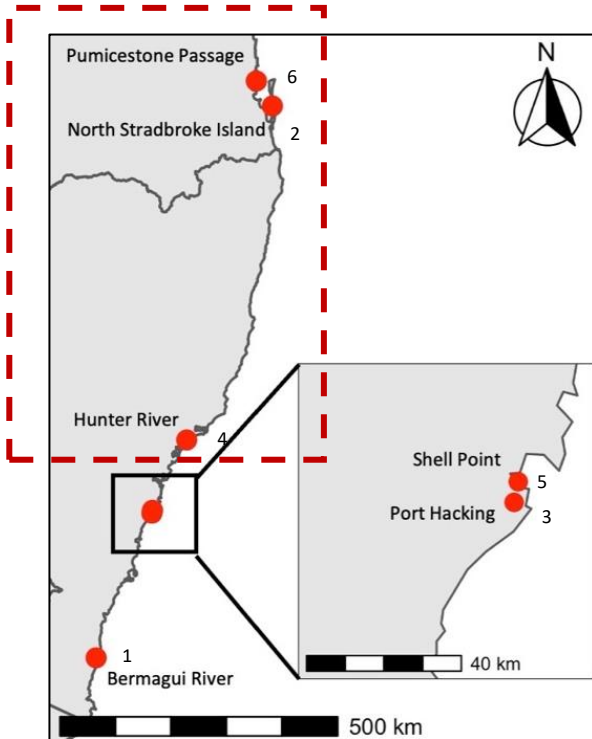 Pumicestone Passage
6
N
North Stradbroke Island
2
Hunter River
4
Shell Point
5
Port Hacking
3
1
Bermagui River
40 km
500 km